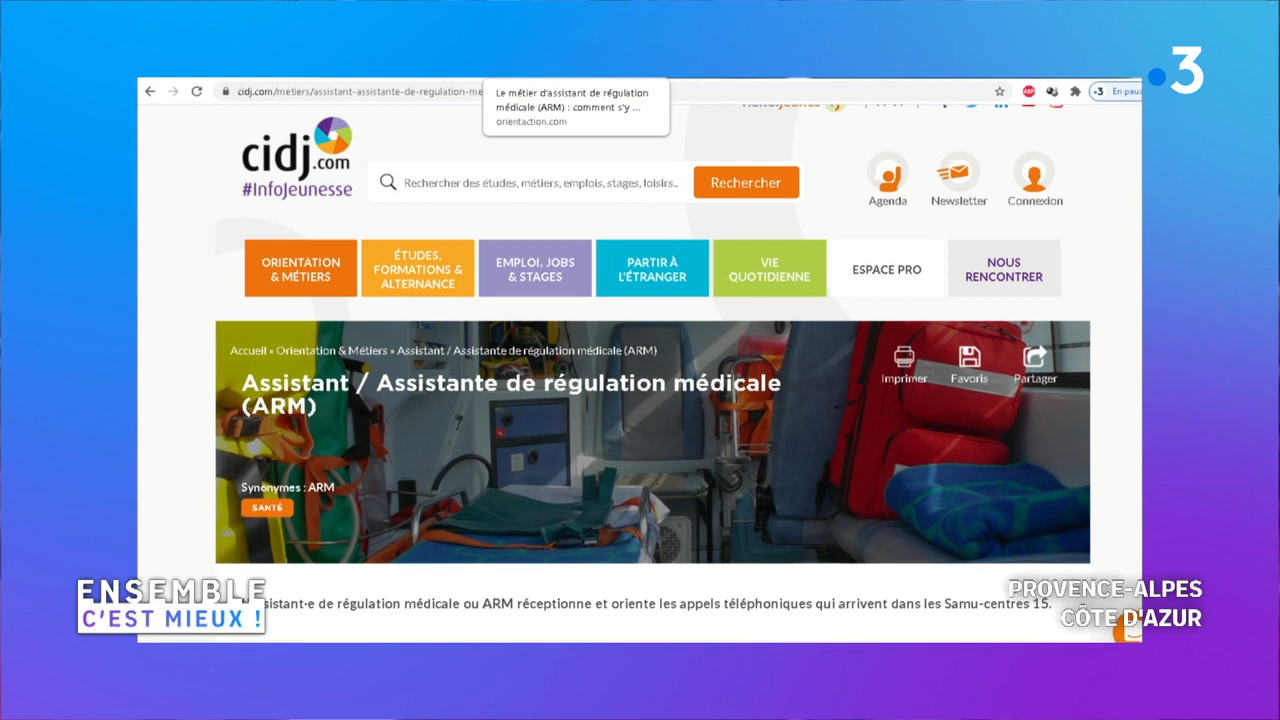 3
cidj.com/metiers/assistant-assistante-de-regulation-me
Le métier d'assistant de régulation
médicale (ARM) : comment s'y ...
orientaction.com
3 En paus
cidj.com
#InfoJeunesse
Rechercher des études, métiers, emplois, stages, loisirs..
Rechercher
Agenda
Newsletter
Connexion
ORIENTATION
& MÉTIERS
ÉTUDES,
FORMATIONS &
ALTERNANCE
EMPLOI, JOBS
& STAGES
PARTIR À
L'ÉTRANGER
VIE
QUOTIDIENNE
ESPACE PRO
NOUS
RENCONTRER
Accueil » Orientation & Métiers » Assistant / Assistante de régulation médicale (ARM)
Imprimer
Favoris
Partager
Assistant / Assistante de régulation médicale
(ARM)
Synonymes : ARM
SANTÉ
sistant·e de régulation médicale ou ARM réceptionne et oriente les appels téléphoniques qui arrivent dans les Samu-centres 15.
ENSEMBLE
C'EST MIEUX !
PROVENCE-ALPES
CÔTE D'AZUR